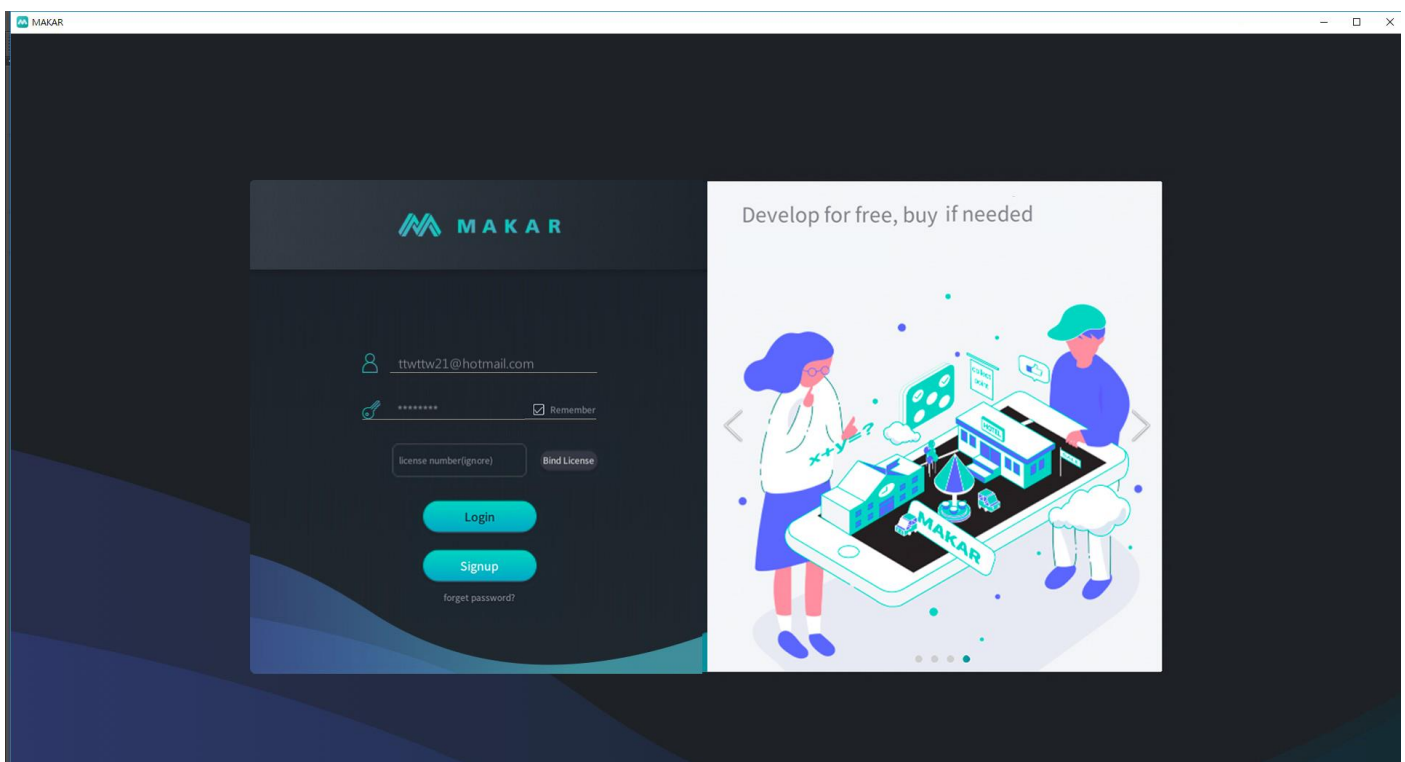 MAKAR
MAKAR
ttwttw21@hotmail.com
******** Remember
license number(ignore) Bind License
Login
Signup
forget password?
Develop for free, buy if needed
x+y=?
HOTEL
MAKAR